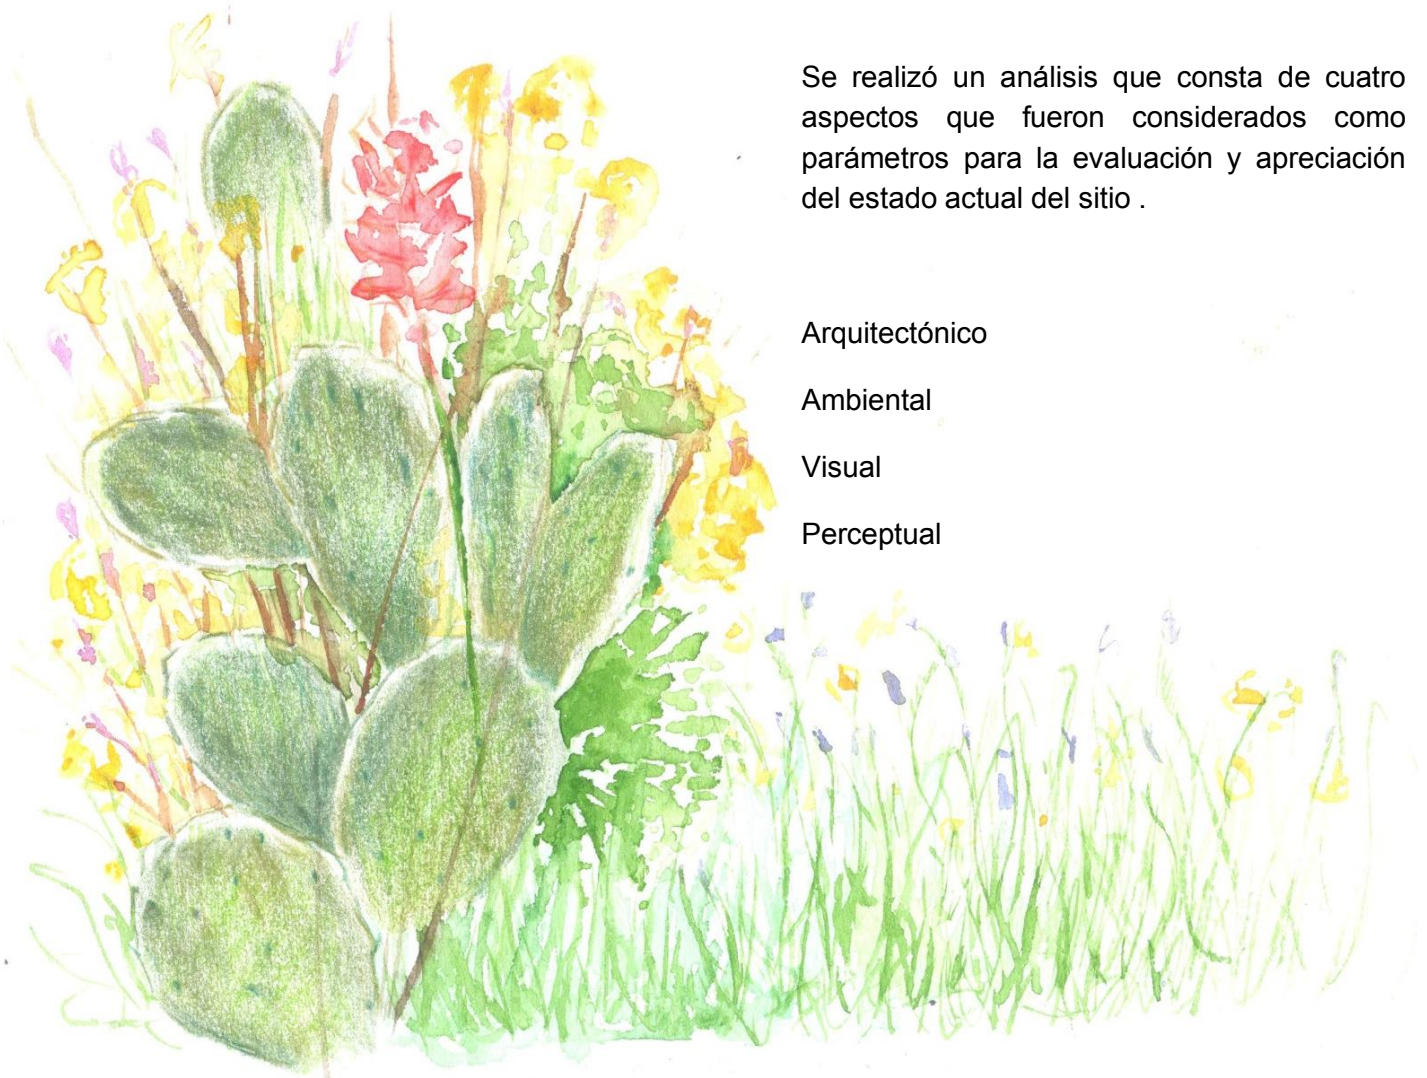 Se realizó un análisis que consta de cuatro
aspectos que fueron considerados como
parámetros para la evaluación y apreciación
del estado actual del sitio .
Arquitectónico
Ambiental
Visual
Perceptual